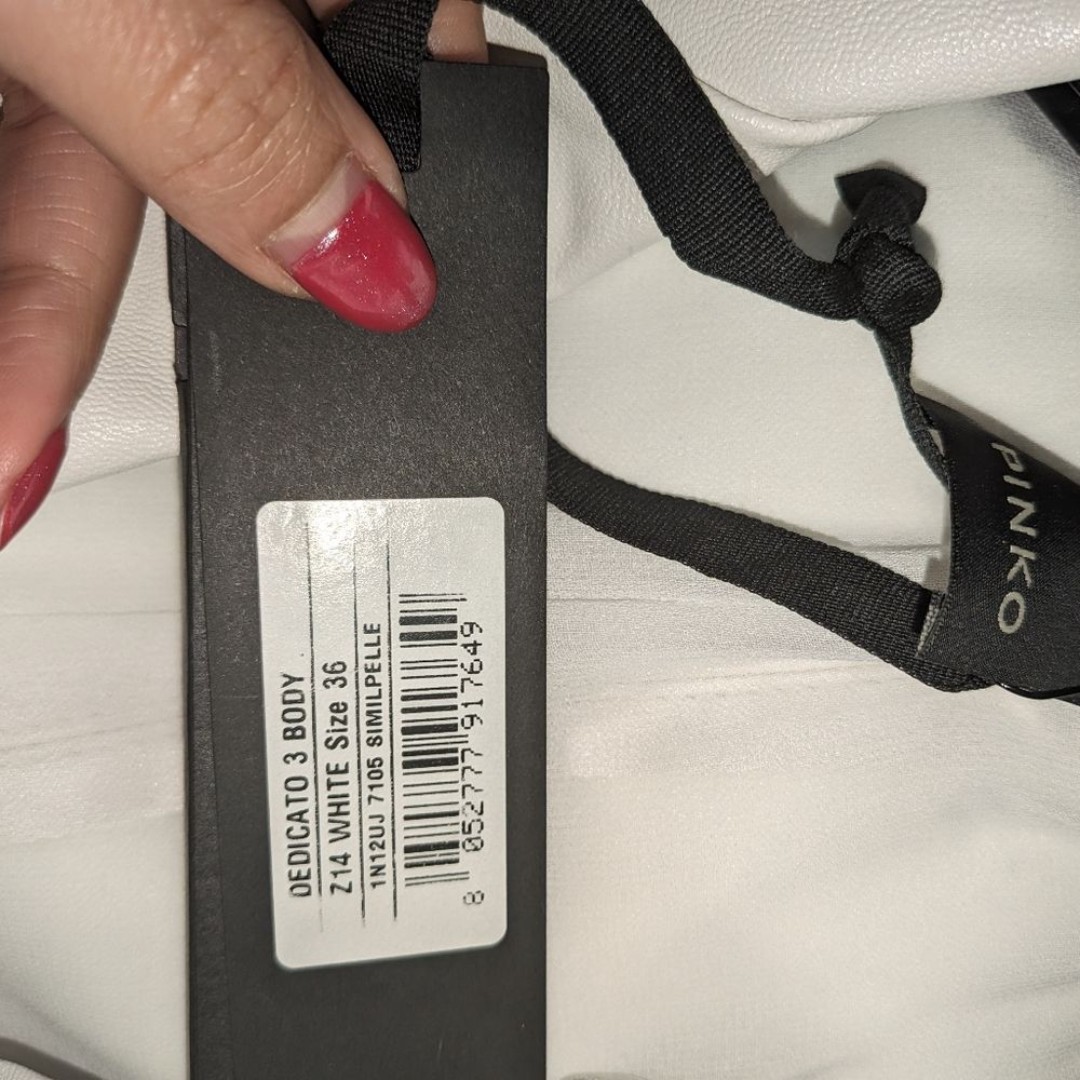 DEDICATO 3 BODY
Z14 WHITE Size 36
1N12UJ 7105 SIMILPELLE
8 052777 917649
PINKO